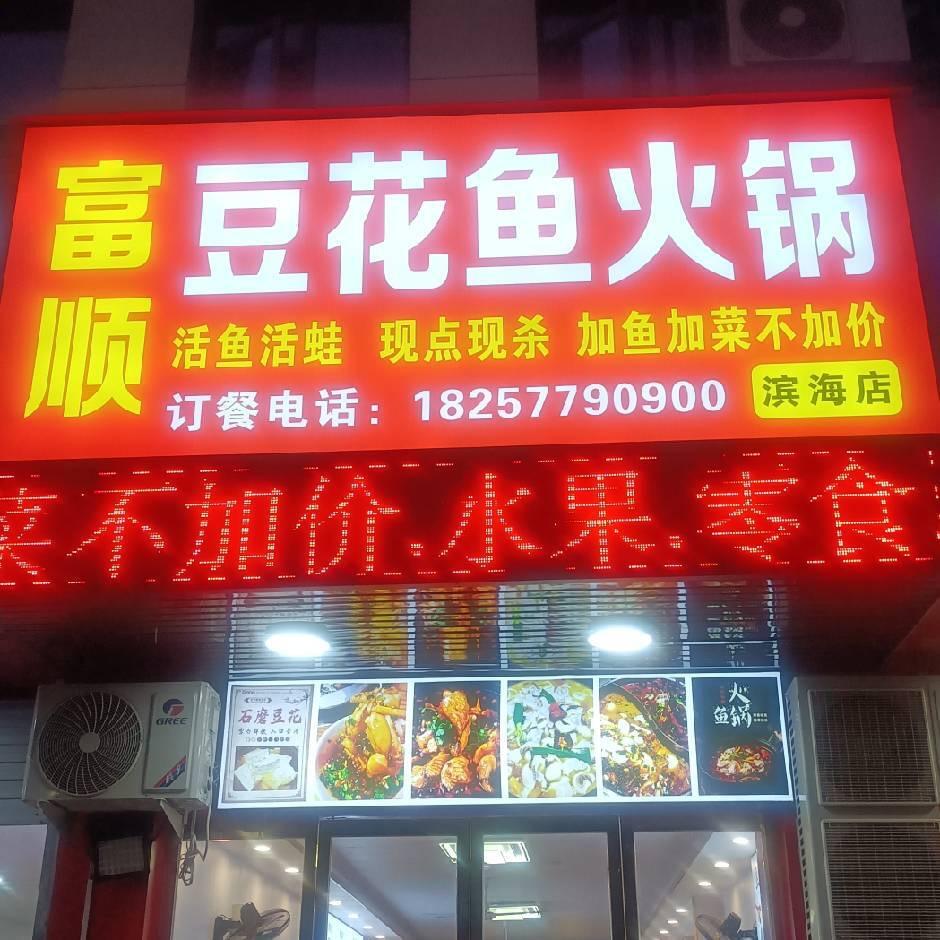 富顺
豆花鱼火锅
活鱼活蛙 现点现杀 加鱼加菜不加价
订餐电话：18257790900 滨海店
菜不加价.水果.零食
GREE
石磨豆花
火锅
鱼